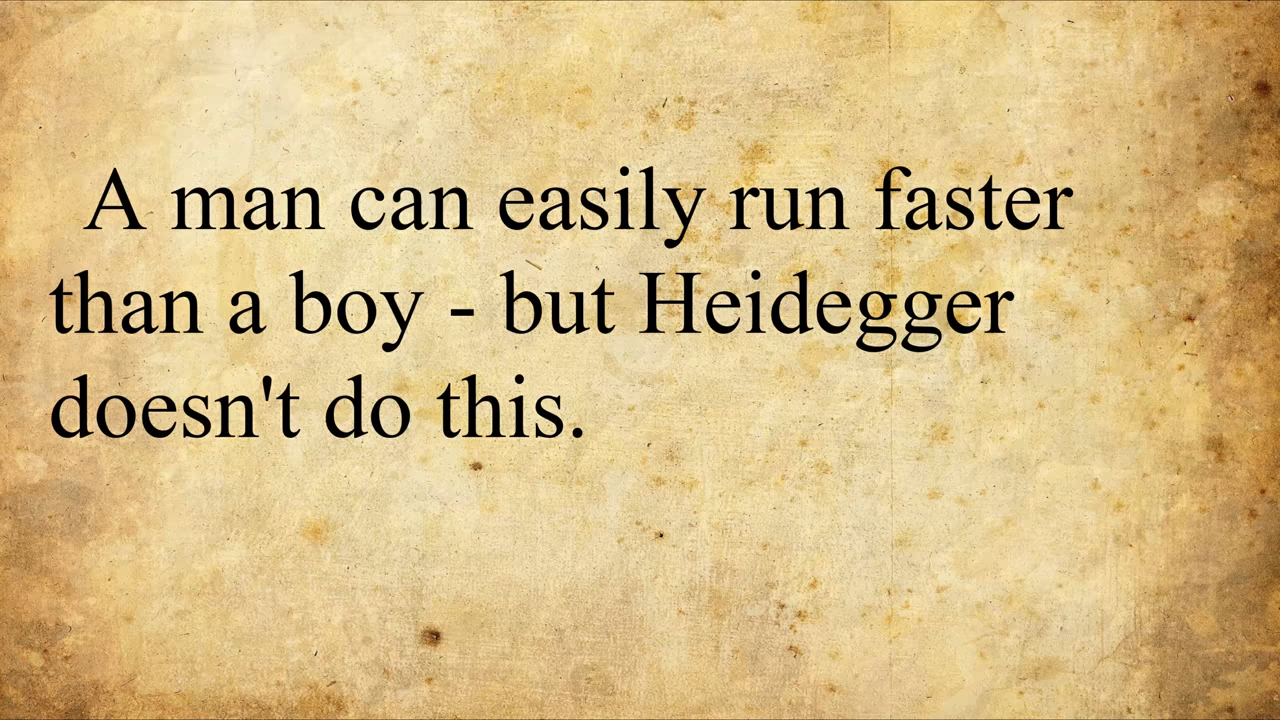 A man can easily run faster
than a boy - but Heidegger
doesn't do this.